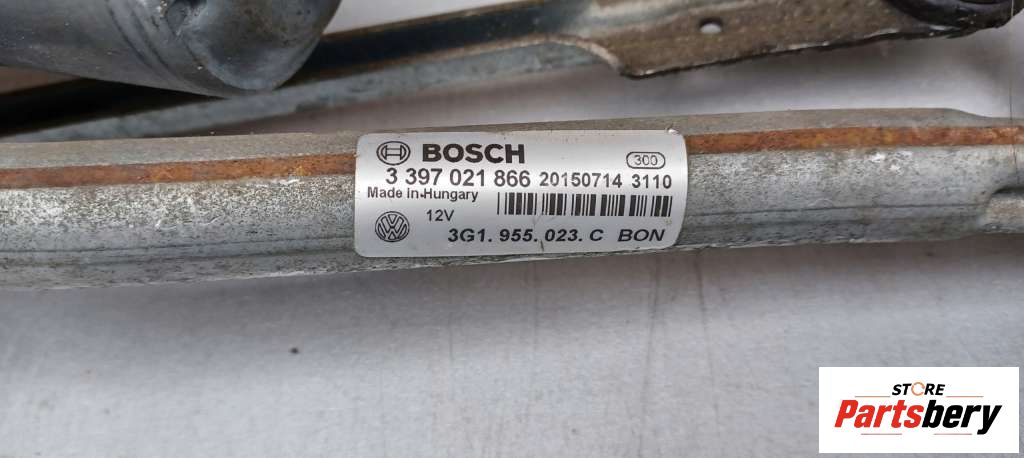 BOSCH 300
3 397 021 866 20150714 3110
Made in Hungary
12V
3G1. 955. 023. C BON
STORE
Partsbery